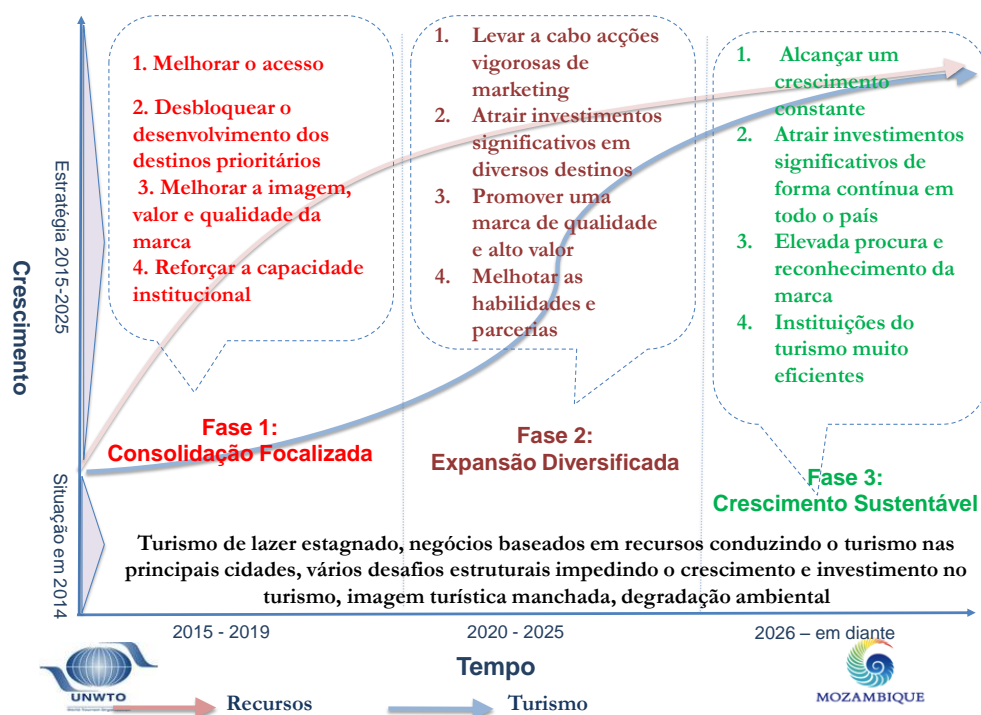 1. Melhorar o acesso
2. Desbloquear o
desenvolvimento dos
destinos prioritários
3. Melhorar a imagem,
valor e qualidade da
marca
4. Reforçar a capacidade
institucional
1. Levar a cabo acções
vigorosas de
marketing
2. Atrair investimentos
significativos em
diversos destinos
3. Promover uma
marca de qualidade
e alto valor
4. Melhotar as
habilidades e
parcerias
1. Alcançar um
crescimento
constante
2. Atrair investimentos
significativos de
forma contínua em
todo o país
3. Elevada procura e
reconhecimento da
marca
4. Instituições do
turismo muito
eficientes
Crescimento
Estratégia 2015-2025
Situação em 2014
Fase 1:
Consolidação Focalizada
Fase 2:
Expansão Diversificada
Fase 3:
Crescimento Sustentável
Turismo de lazer estagnado, negócios baseados em recursos conduzindo o turismo nas
principais cidades, vários desafios estruturais impedindo o crescimento e investimento no
turismo, imagem turística manchada, degradação ambiental
2015 - 2019
2020 - 2025
2026 – em diante
Tempo
UNWTO
MOZAMBIQUE
Recursos
Turismo